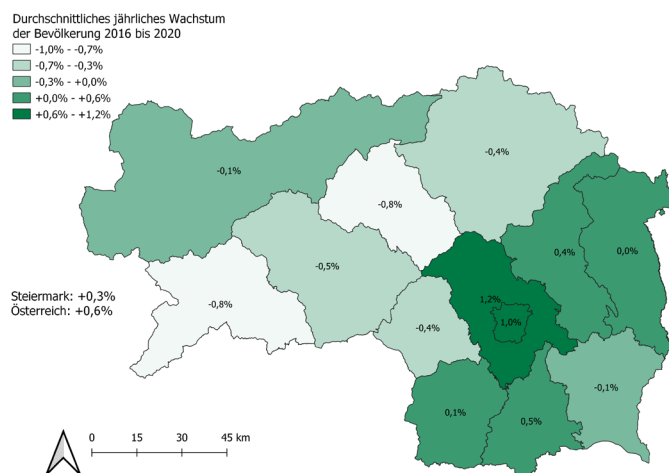 Durchschnittliches jährliches Wachstum
der Bevölkerung 2016 bis 2020
-1,0% - -0,7%
-0,7% - -0,3%
-0,3% - +0,0%
+0,0% - +0,6%
+0,6% - +1,2%
-0,4%
-0,1%
-0,8%
0,4%
0,0%
-0,5%
Steiermark: +0,3%
Österreich: +0,6%
-0,8%
1,2%
1,0%
-0,4%
-0,1%
0,1%
0,5%
0 15 30 45 km